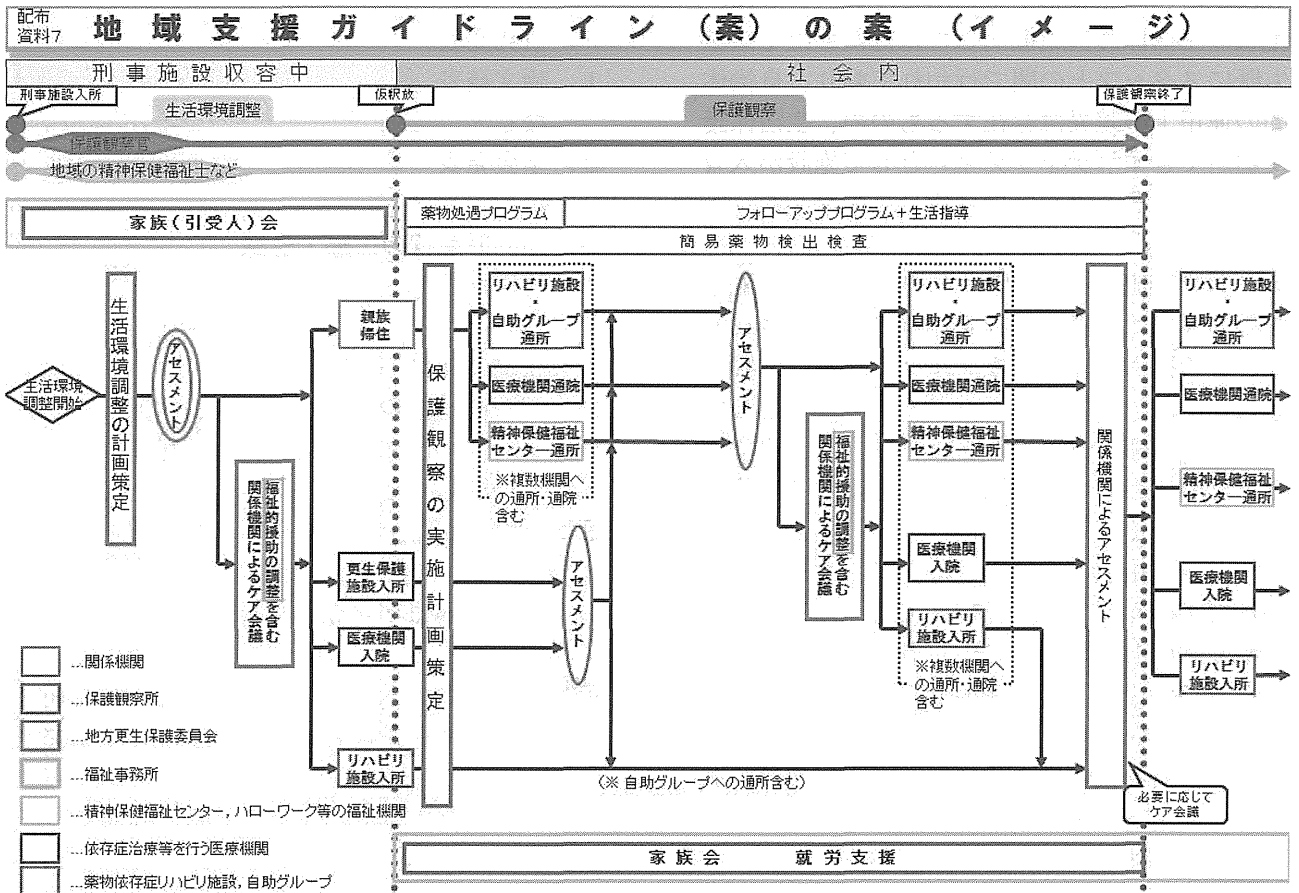 配布
資料7
地域支援ガイドライン(案)の案(イメージ)
刑事施設収容中
社会内
刑事施設入所
生活環境調整
仮釈放
保護観察
保護観察終了
保護観察官
地域の精神保健福祉士など
家族(引受人)会
薬物処遇プログラム
フォローアッププログラム+生活指導
簡易薬物検出検査
生活環境
調整開始
生活環境調整の計画策定
アセスメント
福祉的援助の調整を含む
関係機関によるケア会議
親族
帰住
更生保護
施設入所
医療機関
入院
リハビリ
施設入所
保護観察の実施計画策定
リハビリ施設
・
自助グループ
通所
医療機関通院
精神保健福祉
センター通所
※複数機関へ
の通所・通院
含む
アセスメント
アセスメント
福祉的援助の調整を含む
関係機関によるケア会議
リハビリ施設
・
自助グループ
通所
医療機関通院
精神保健福祉
センター通所
医療機関
入院
リハビリ
施設入所
※複数機関へ
の通所・通院
含む
(※ 自助グループへの通所含む)
関係機関によるアセスメント
必要に応じて
ケア会議
リハビリ施設
・
自助グループ
通所
医療機関通院
精神保健福祉
センター通所
医療機関
入院
リハビリ
施設入所
…関係機関
…保護観察所
…地方更生保護委員会
…福祉事務所
…精神保健福祉センター,ハローワーク等の福祉機関
…依存症治療等を行う医療機関
…薬物依存症リハビリ施設,自助グループ
家族会 就労支援